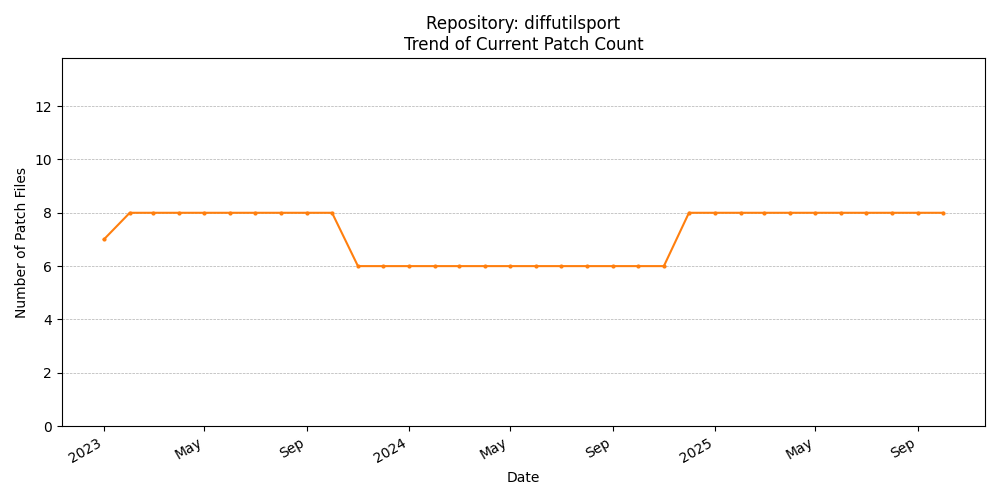 Repository: diffutilsport
Trend of Current Patch Count
Number of Patch Files
12
10
8
6
4
2
0
2023
May
Sep
2024
May
Sep
2025
May
Sep
Date